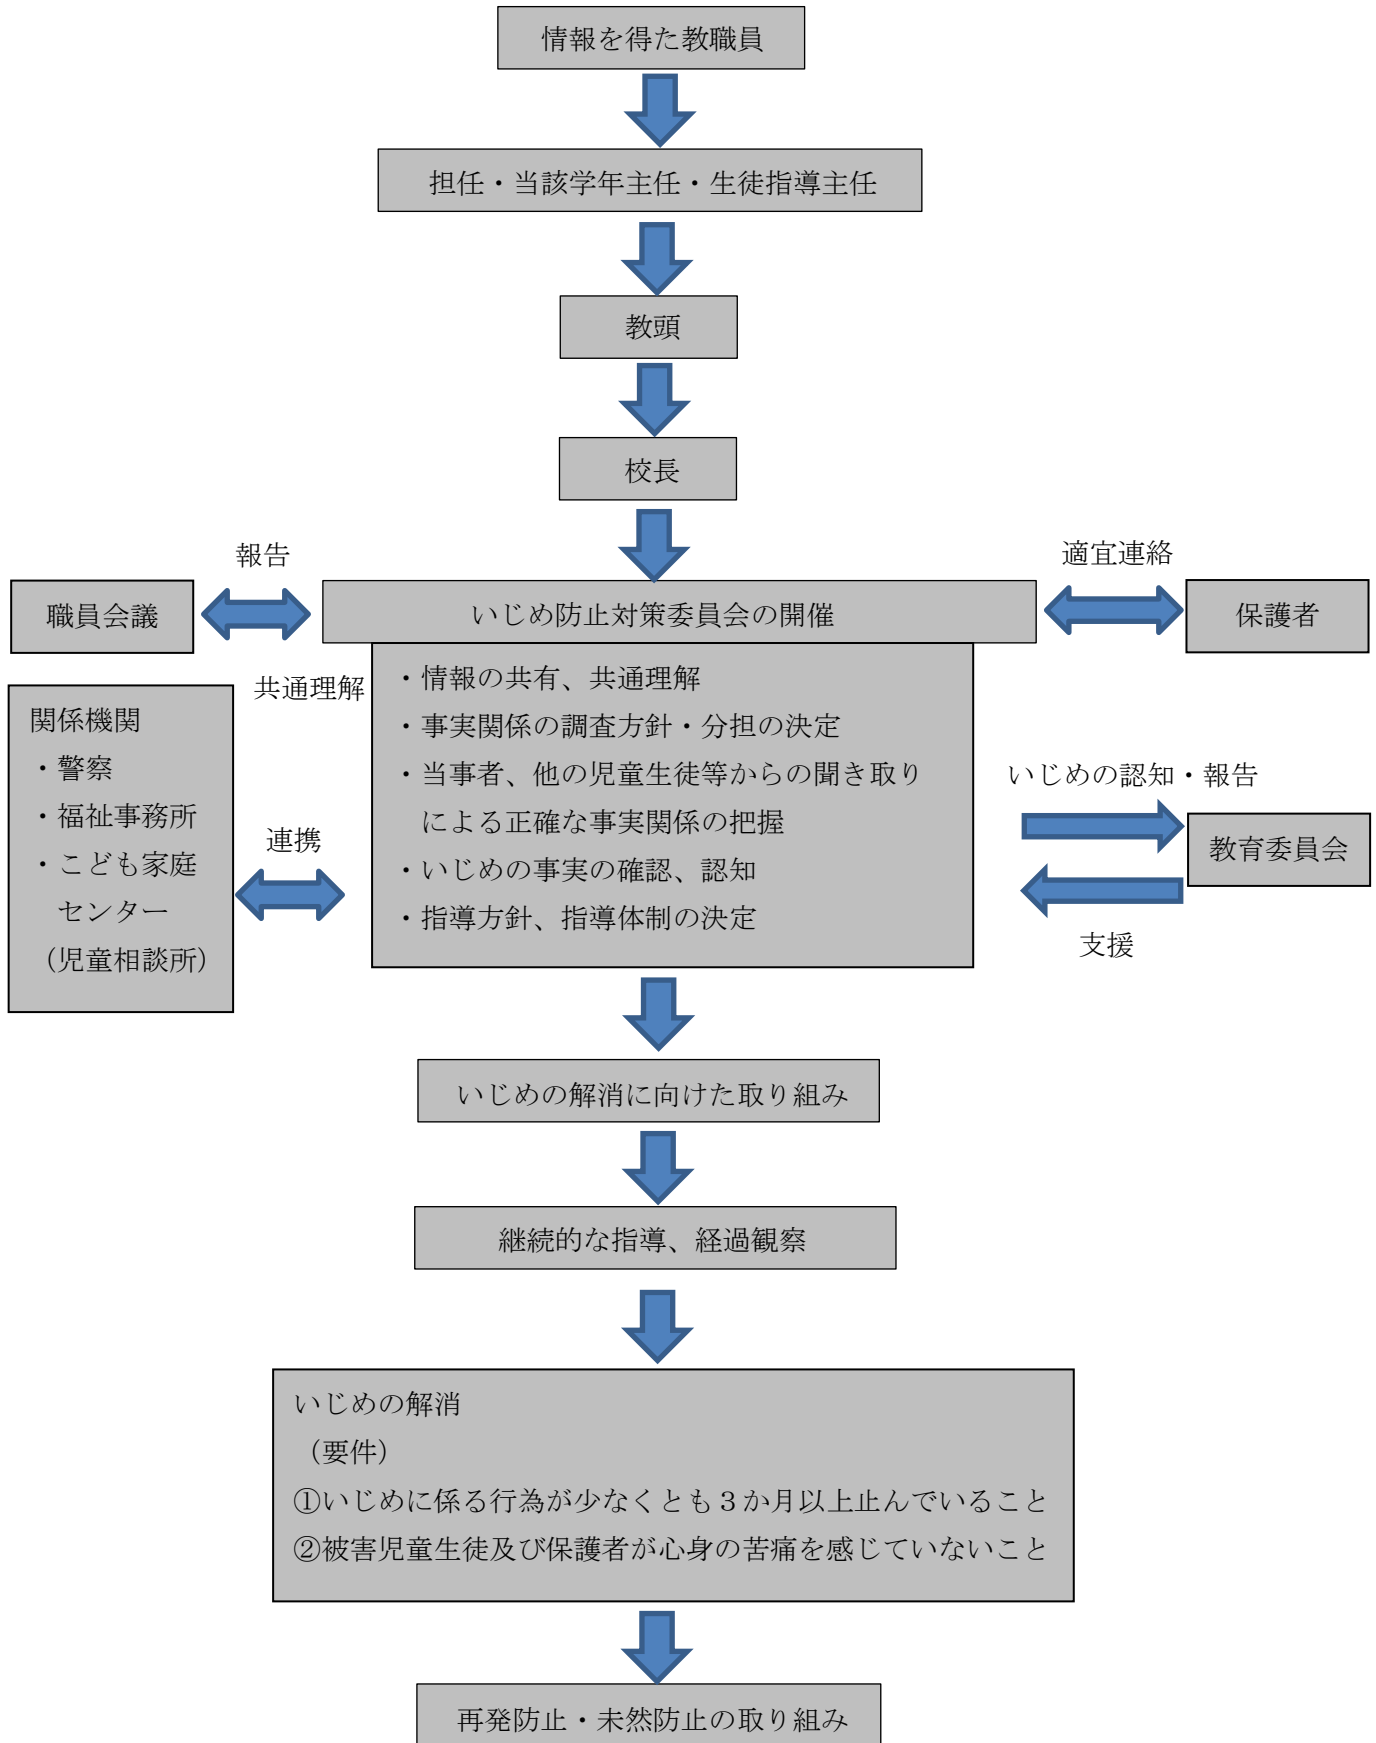 情報を得た教職員
担任・当該学年主任・生徒指導主任
教頭
校長
報告
適宜連絡
職員会議
いじめ防止対策委員会の開催
保護者
共通理解
・情報の共有、共通理解
・事実関係の調査方針・分担の決定
・当事者、他の児童生徒等からの聞き取り
による正確な事実関係の把握
・いじめの事実の確認、認知
・指導方針、指導体制の決定
関係機関
・警察
・福祉事務所
・こども家庭
センター
（児童相談所）
連携
いじめの認知・報告
教育委員会
支援
いじめの解消に向けた取り組み
継続的な指導、経過観察
いじめの解消
（要件）
①いじめに係る行為が少なくとも３か月以上止んでいること
②被害児童生徒及び保護者が心身の苦痛を感じていないこと
再発防止・未然防止の取り組み